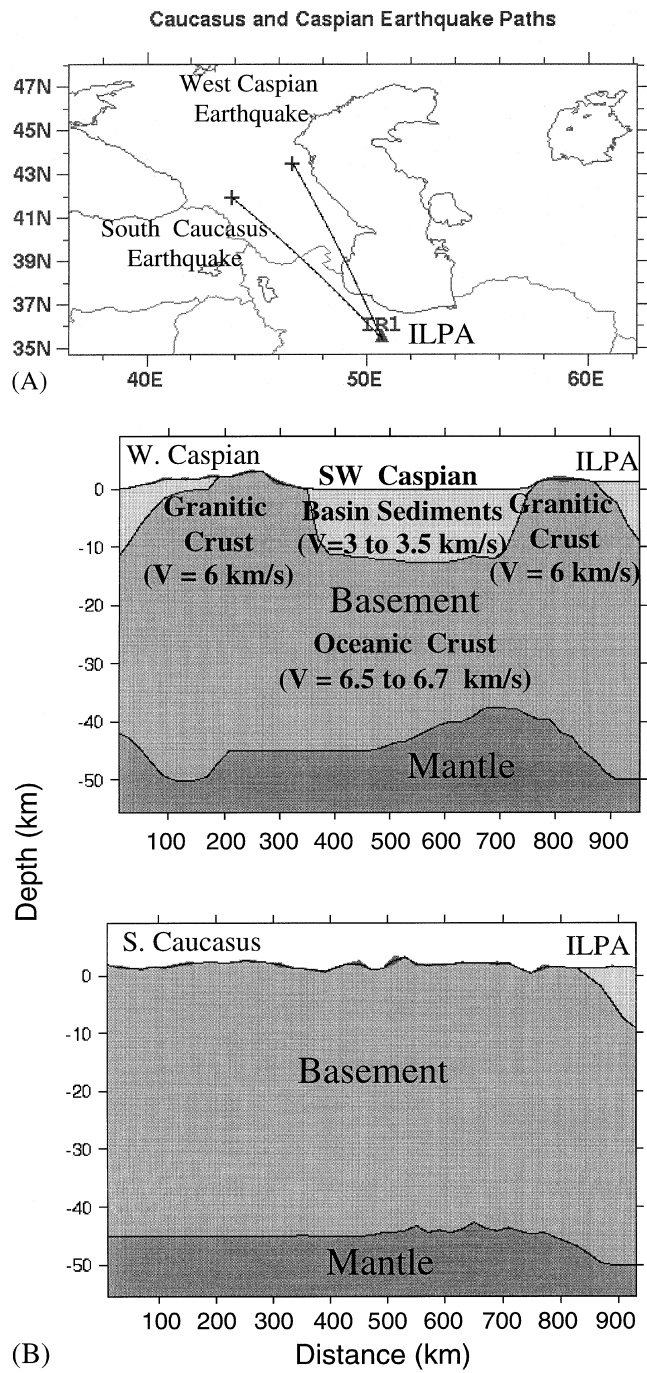 Caucasus and Caspian Earthquake Paths
47N
45N
43N
41N
39N
37N
35N
West Caspian
Earthquake
South Caucasus
Earthquake
IR1
ILPA
(A)
40E
50E
60E
W. Caspian
SW Caspian
ILPA
Granitic
Crust
(V = 6 km/s)
Basin Sediments
(V=3 to 3.5 km/s)
Granitic
Crust
(V = 6 km/s)
Basement
Oceanic Crust
(V = 6.5 to 6.7 km/s)
Mantle
0
-10
-20
-30
-40
-50
100 200 300 400 500 600 700 800 900
Depth (km)
S. Caucasus
ILPA
Basement
Mantle
0
-10
-20
-30
-40
-50
100 200 300 400 500 600 700 800 900
(B)
Distance (km)